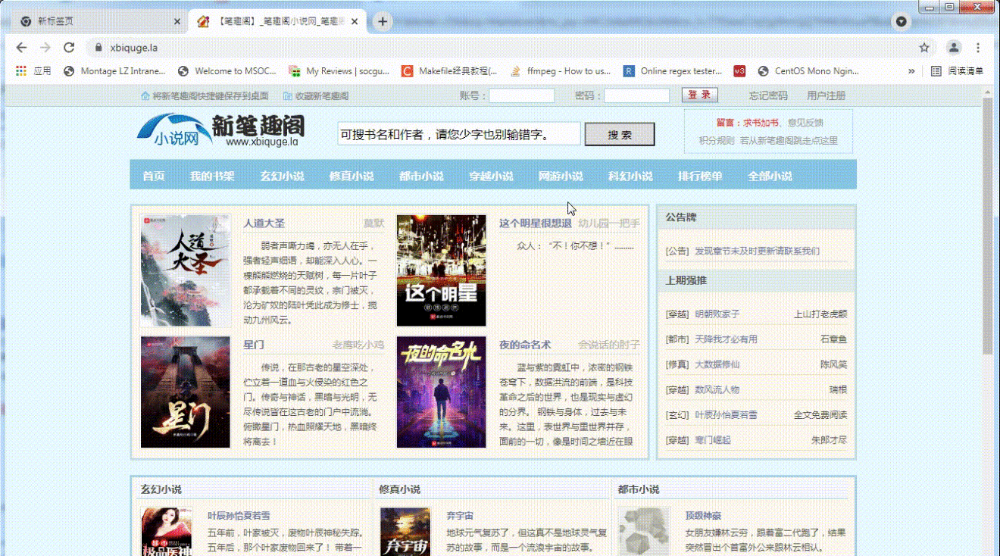 新标签页
【笔趣阁】_笔趣阁小说网_笔趣
xbiquge.la
应用 Montage LZ Intrane... Welcome to MSOC... My Reviews | socgu... Makefile经典教程(... ffmpeg - How to us... Online regex tester... w3 CentOS Mono Ngin... » 阅读清单
将新笔趣阁快捷键保存到桌面 收藏新笔趣阁 账号： 密码： 登 录 忘记密码 用户注册
小说网 新笔趣阁
www.xbiquge.la
可搜书名和作者，请您少字也别输错字。 搜 索
留言：求书加书、意见反馈
积分规则 若从新笔趣阁跳走点这里
首页 我的书架 玄幻小说 修真小说 都市小说 穿越小说 网游小说 科幻小说 排行榜单 全部小说
人道大圣
人道大圣 莫默
弱者声嘶力竭，亦无人在乎，
强者轻声细语，却能深入人心。一
棵熊熊燃烧的天赋树，每一片叶子
都承载着不同的灵纹，宗门被灭，
沦为矿奴的陆叶凭此成为修士，搅
动九州风云。
这个明星
这个明星很想退 幼儿园一把手
众人：“不！你不想！”………
星门
星门 老鹰吃小鸡
传说，在那古老的星空深处，
伫立着一道血与火侵染的红色之
门。传奇与神话，黑暗与光明，无
尽传说皆在这古老的门户中流淌。
俯瞰星门，热血照耀天地，黑暗终
将离去！
夜的命名术
夜的命名术 会说话的肘子
蓝与紫的霓虹中，浓密的钢铁
苍穹下，数据洪流的前端，是科技
革命之后的世界，也是现实与虚幻
的分界。 钢铁与身体，过去与未
来。这里，表世界与里世界并存，
面前的一切，像是时间之墙近在眼
公告牌
[公告] 发现章节未及时更新请联系我们
上期强推
[穿越] 明朝败家子 上山打老虎额
[都市] 天降我才必有用 石章鱼
[修真] 大数据修仙 陈风笑
[穿越] 数风流人物 瑞根
[玄幻] 叶辰孙怡夏若雪 全文免费阅读
[穿越] 寒门崛起 朱郎才尽
玄幻小说
都市
极品医神
叶辰孙怡夏若雪
五年前，叶家被灭，废物叶辰神秘失踪。
五年后，那个叶家废物回来了！ 带着一
修真小说
弃宇宙
弃宇宙
地球元气复苏了，但这真不是地球灵气复
苏的故事，而是一个流浪宇宙的故事。
都市小说
顶级神豪
女朋友嫌林云穷，跟着富二代跑了，结果
突然冒出个首富外公来跟林云相认。